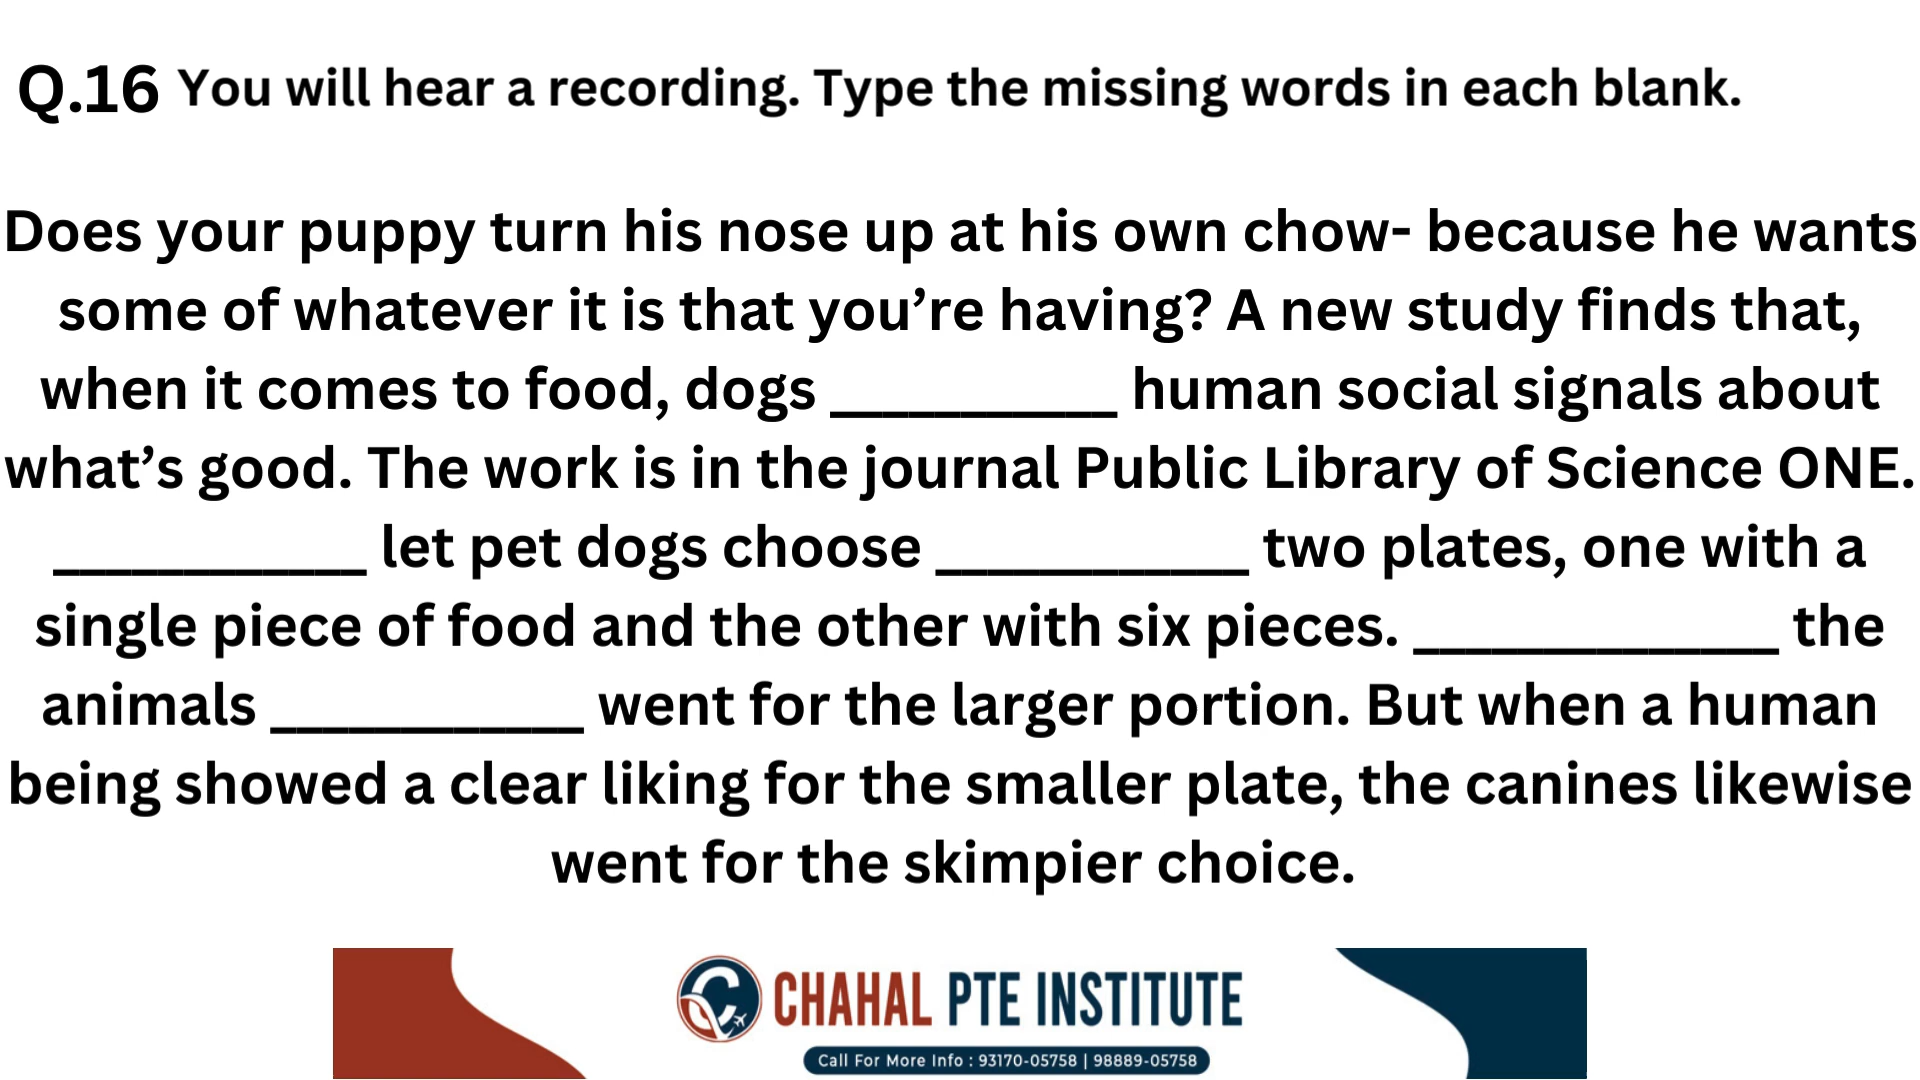 Q.16 You will hear a recording. Type the missing words in each blank.
Does your puppy turn his nose up at his own chow- because he wants
some of whatever it is that you’re having? A new study finds that,
when it comes to food, dogs ___________ human social signals about
what’s good. The work is in the journal Public Library of Science ONE.
____________ let pet dogs choose ____________ two plates, one with a
single piece of food and the other with six pieces. ______________ the
animals ____________ went for the larger portion. But when a human
being showed a clear liking for the smaller plate, the canines likewise
went for the skimpier choice.
CHAHAL PTE INSTITUTE
Call For More Info : 93170-05758 | 98889-05758